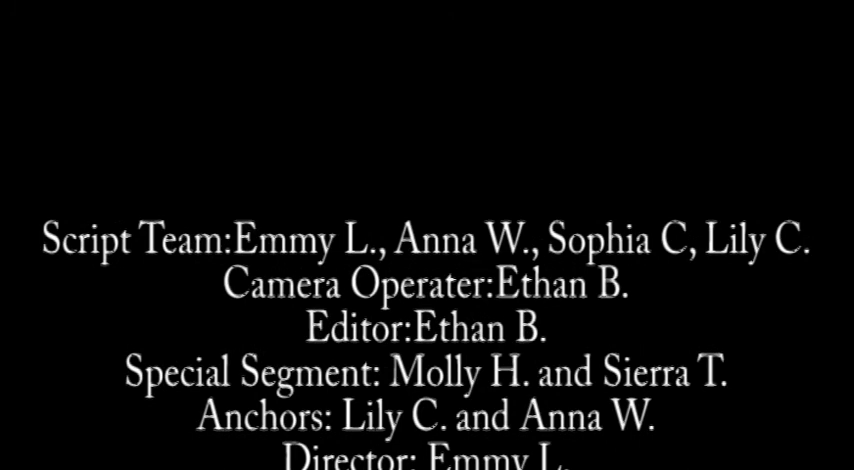 Script Team:Emmy L., Anna W., Sophia C, Lily C.
Camera Operater:Ethan B.
Editor:Ethan B.
Special Segment: Molly H. and Sierra T.
Anchors: Lily C. and Anna W.
Director: Emmy L.